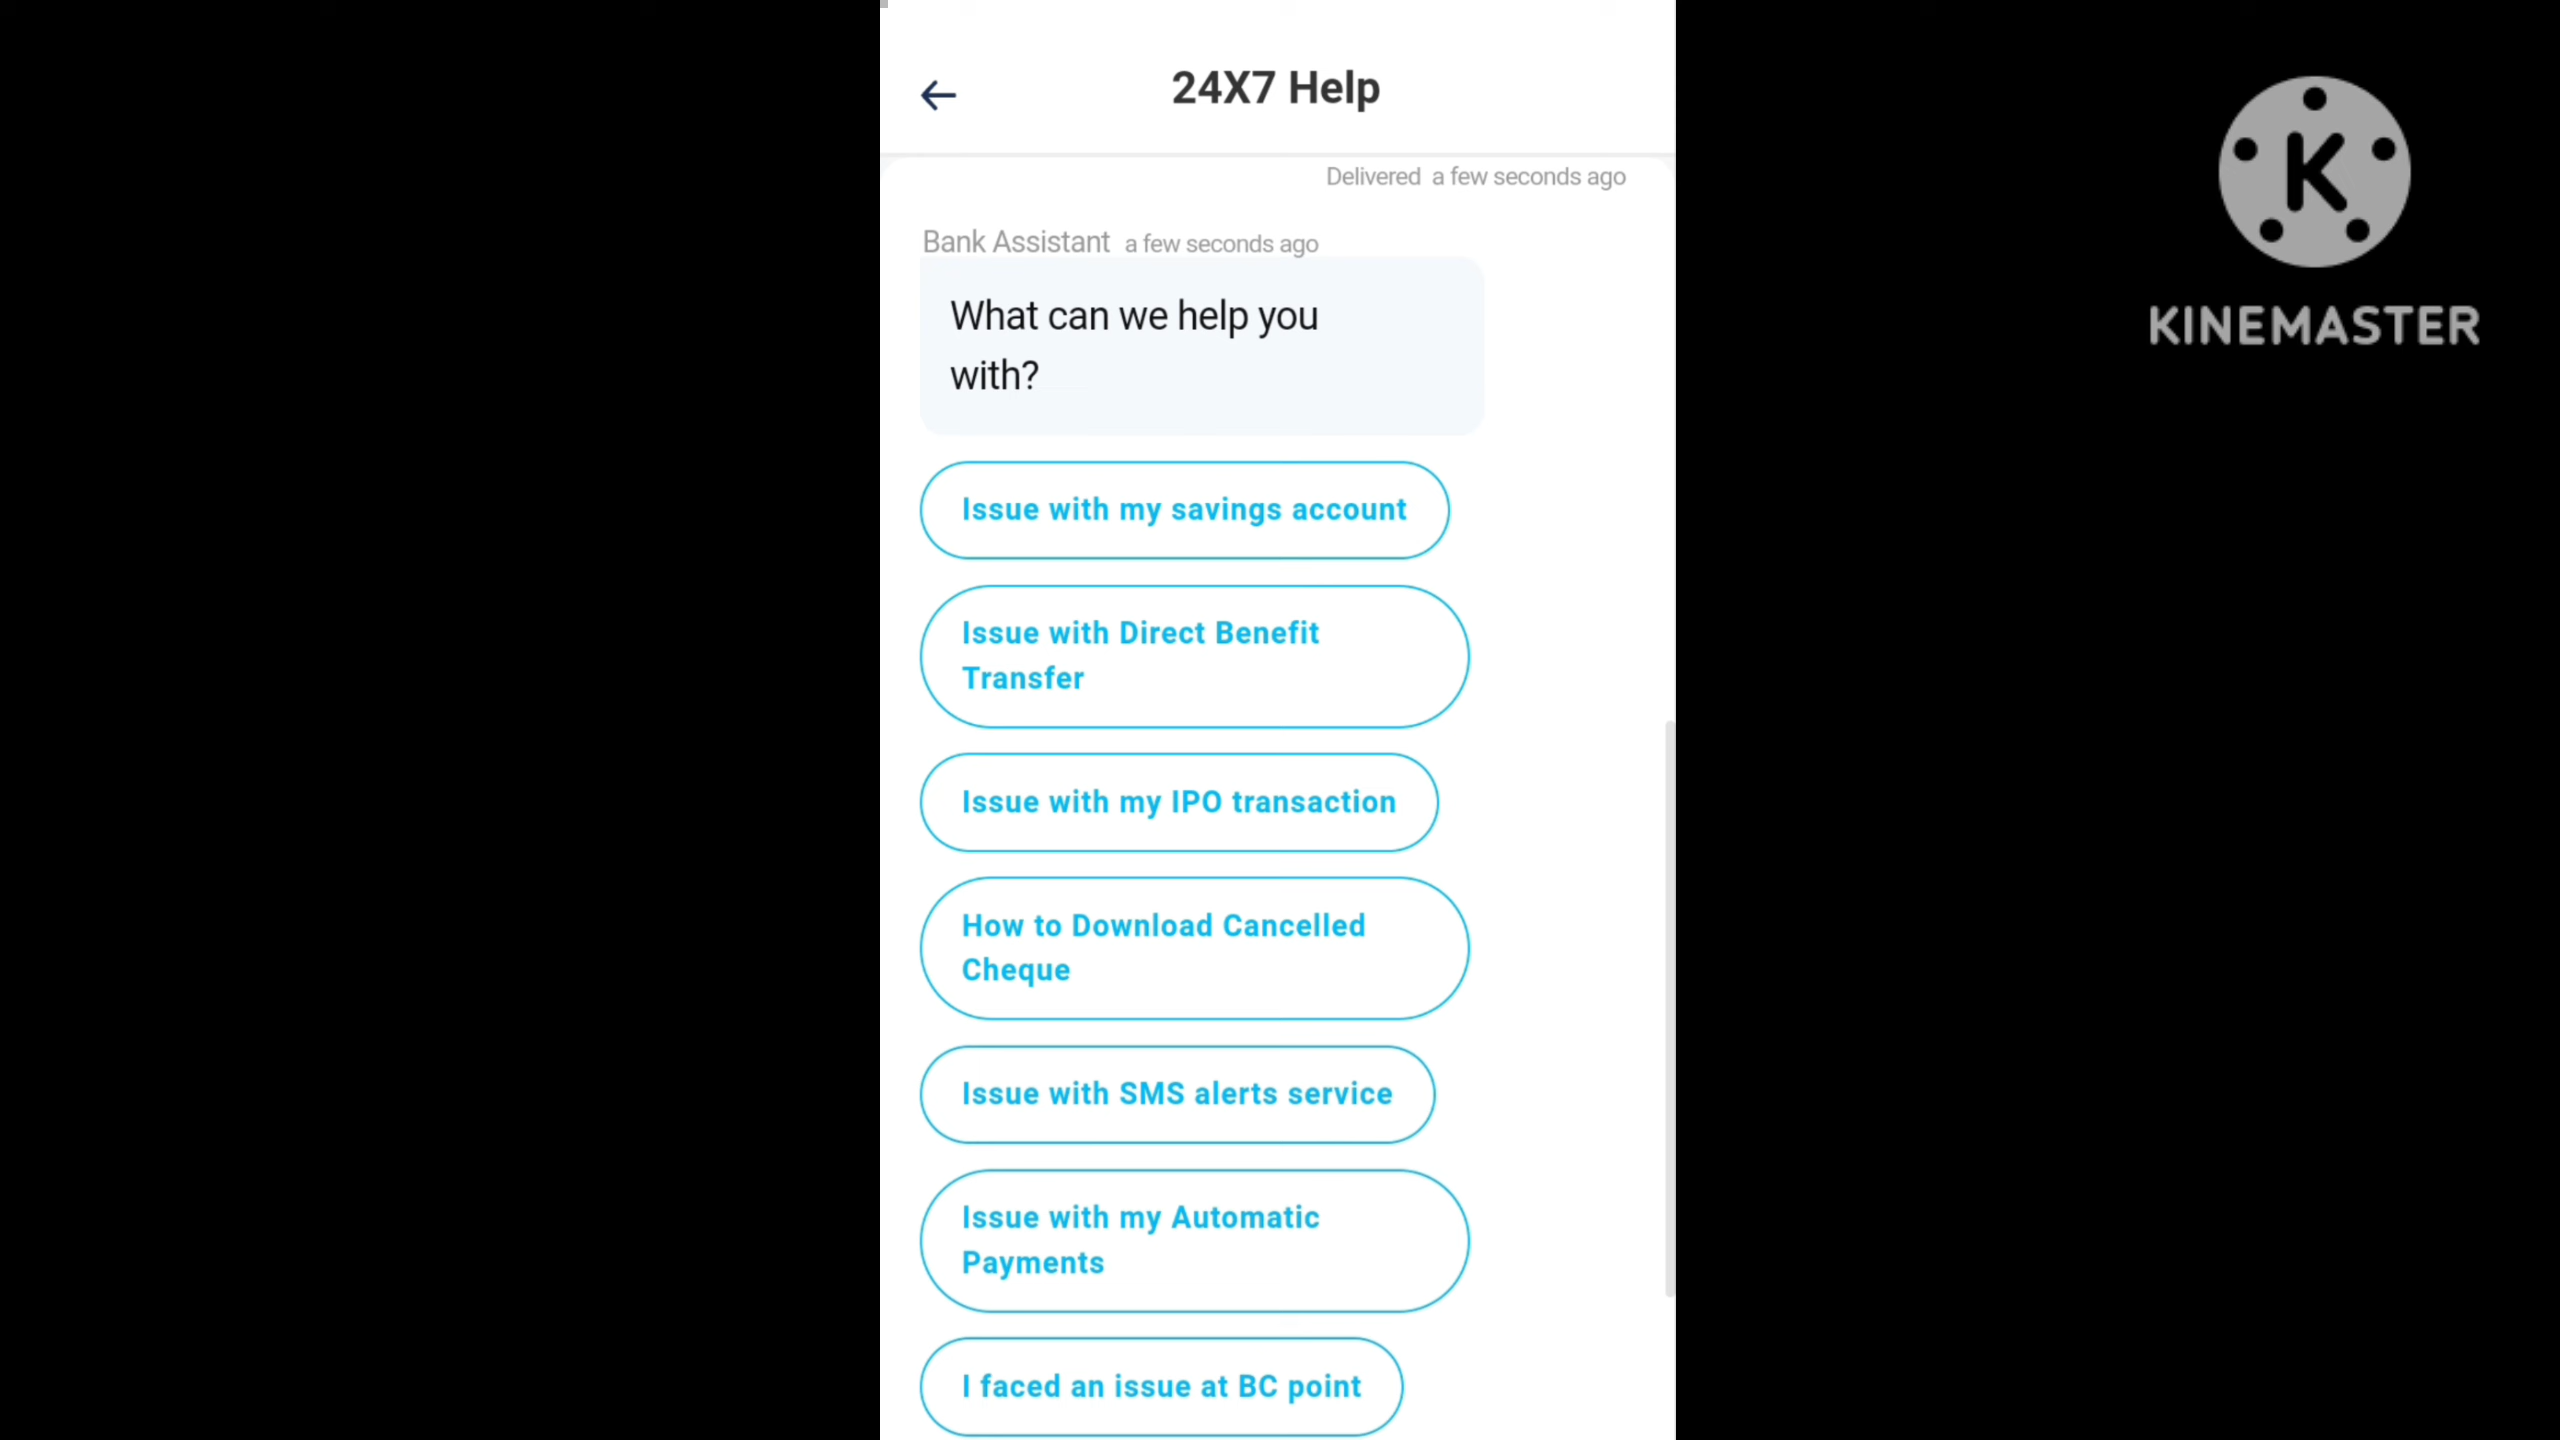 24X7 Help
Delivered a few seconds ago
Bank Assistant a few seconds ago
What can we help you
with?
Issue with my savings account
Issue with Direct Benefit
Transfer
Issue with my IPO transaction
How to Download Cancelled
Cheque
Issue with SMS alerts service
Issue with my Automatic
Payments
I faced an issue at BC point
K
KINEMASTER